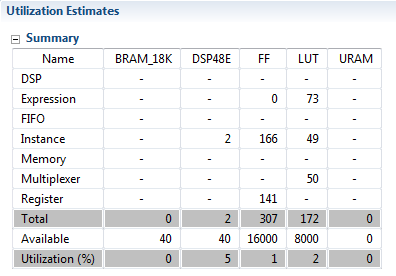 Utilization Estimates
Summary
Name BRAM_18K DSP48E FF LUT URAM
DSP - - - - -
Expression - - 0 73 -
FIFO - - - - -
Instance - 2 166 49 -
Memory - - - - -
Multiplexer - - - 50 -
Register - - 141 - -
Total 0 2 307 172 0
Available 40 40 16000 8000 0
Utilization (%) 0 5 1 2 0